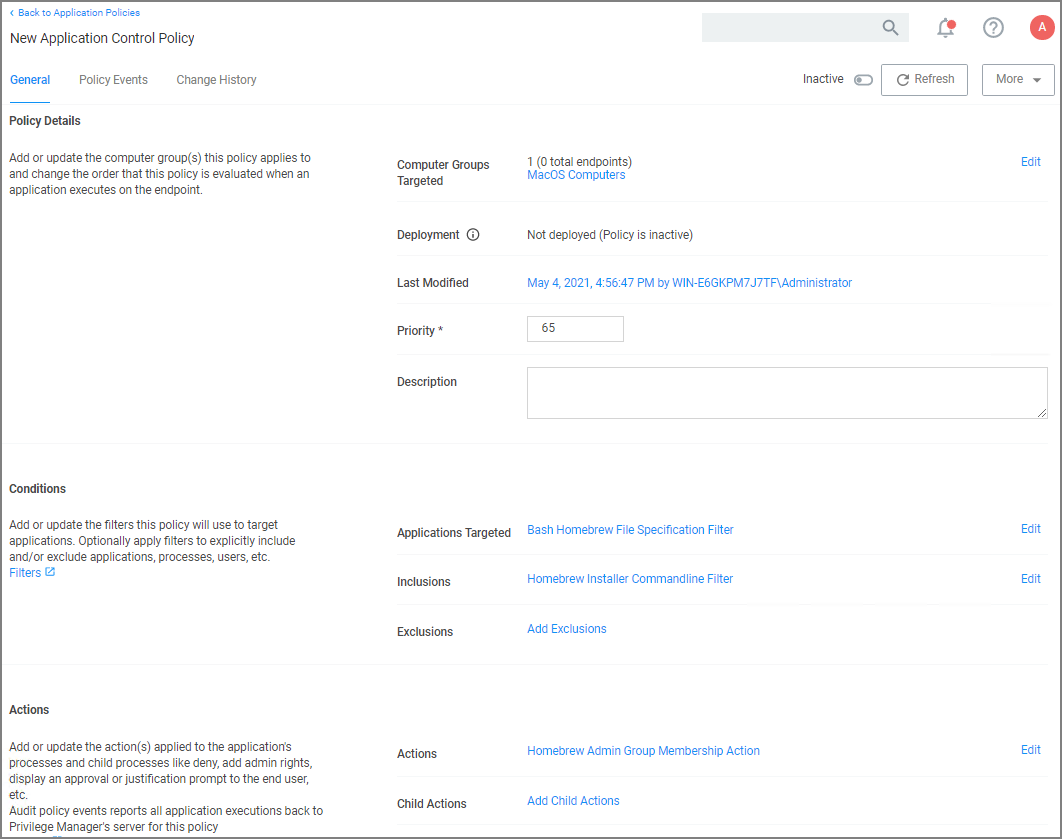 ‹ Back to Application Policies
New Application Control Policy
A
General
Policy Events
Change History
Inactive
Refresh
More
Policy Details
Add or update the computer group(s) this policy applies to
and change the order that this policy is evaluated when an
application executes on the endpoint.
Computer Groups
Targeted
1 (0 total endpoints)
MacOS Computers
Edit
Deployment
Not deployed (Policy is inactive)
Last Modified
May 4, 2021, 4:56:47 PM by WIN-E6GKPM7J7TF\Administrator
Priority *
65
Description
Conditions
Add or update the filters this policy will use to target
applications. Optionally apply filters to explicitly include
and/or exclude applications, processes, users, etc.
Filters
Applications Targeted
Bash Homebrew File Specification Filter
Edit
Inclusions
Homebrew Installer Commandline Filter
Edit
Exclusions
Add Exclusions
Actions
Add or update the action(s) applied to the application's
processes and child processes like deny, add admin rights,
display an approval or justification prompt to the end user,
etc.
Audit policy events reports all application executions back to
Privilege Manager's server for this policy
Actions
Homebrew Admin Group Membership Action
Edit
Child Actions
Add Child Actions